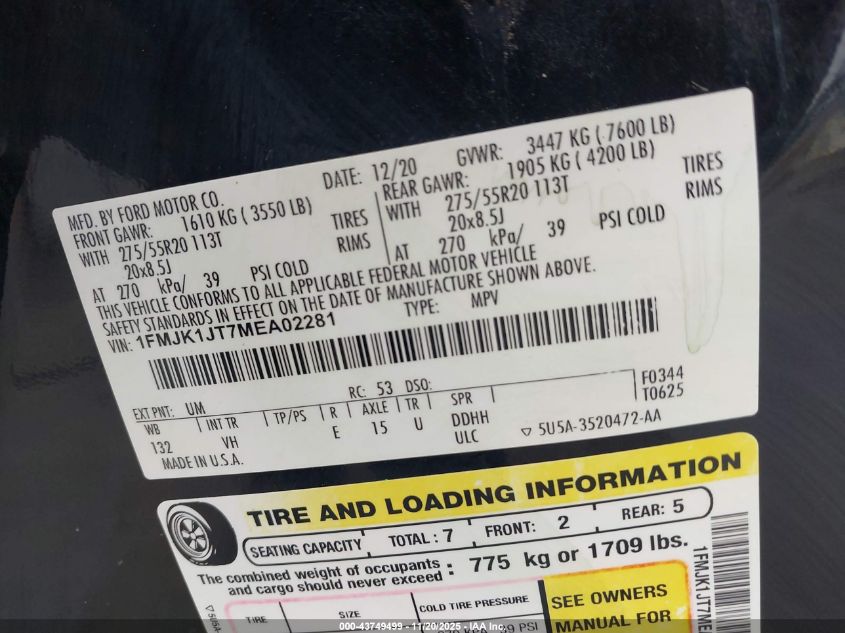 MFD. BY FORD MOTOR CO. DATE: 12/20 GVWR: 3447 KG ( 7600 LB)
FRONT GAWR: 1610 KG ( 3550 LB) REAR GAWR: 1905 KG ( 4200 LB)
WITH 275/55R20 113T TIRES WITH 275/55R20 113T TIRES
20x8.5J RIMS 20x8.5J RIMS
AT 270 kPa/ 39 PSI COLD AT 270 kPa/ 39 PSI COLD
THIS VEHICLE CONFORMS TO ALL APPLICABLE FEDERAL MOTOR VEHICLE
SAFETY STANDARDS IN EFFECT ON THE DATE OF MANUFACTURE SHOWN ABOVE.
VIN: 1FMJK1JT7MEA02281 TYPE: MPV
EXT PNT: UM RC: 53 DSO: F0344
WB INT TR TP/PS R AXLE TR SPR T0625
132 VH E 15 U DDHH
ULC 5U5A-3520472-AA
MADE IN U.S.A.
TIRE AND LOADING INFORMATION
SEATING CAPACITY TOTAL : 7 FRONT: 2 REAR: 5
The combined weight of occupants and cargo should never exceed : 775 kg or 1709 lbs.
TIRE SIZE COLD TIRE PRESSURE SEE OWNERS
MANUAL FOR
39 PSI
1FMJK1JT7ME
000-43749499 - 11/20/2025 - IAA